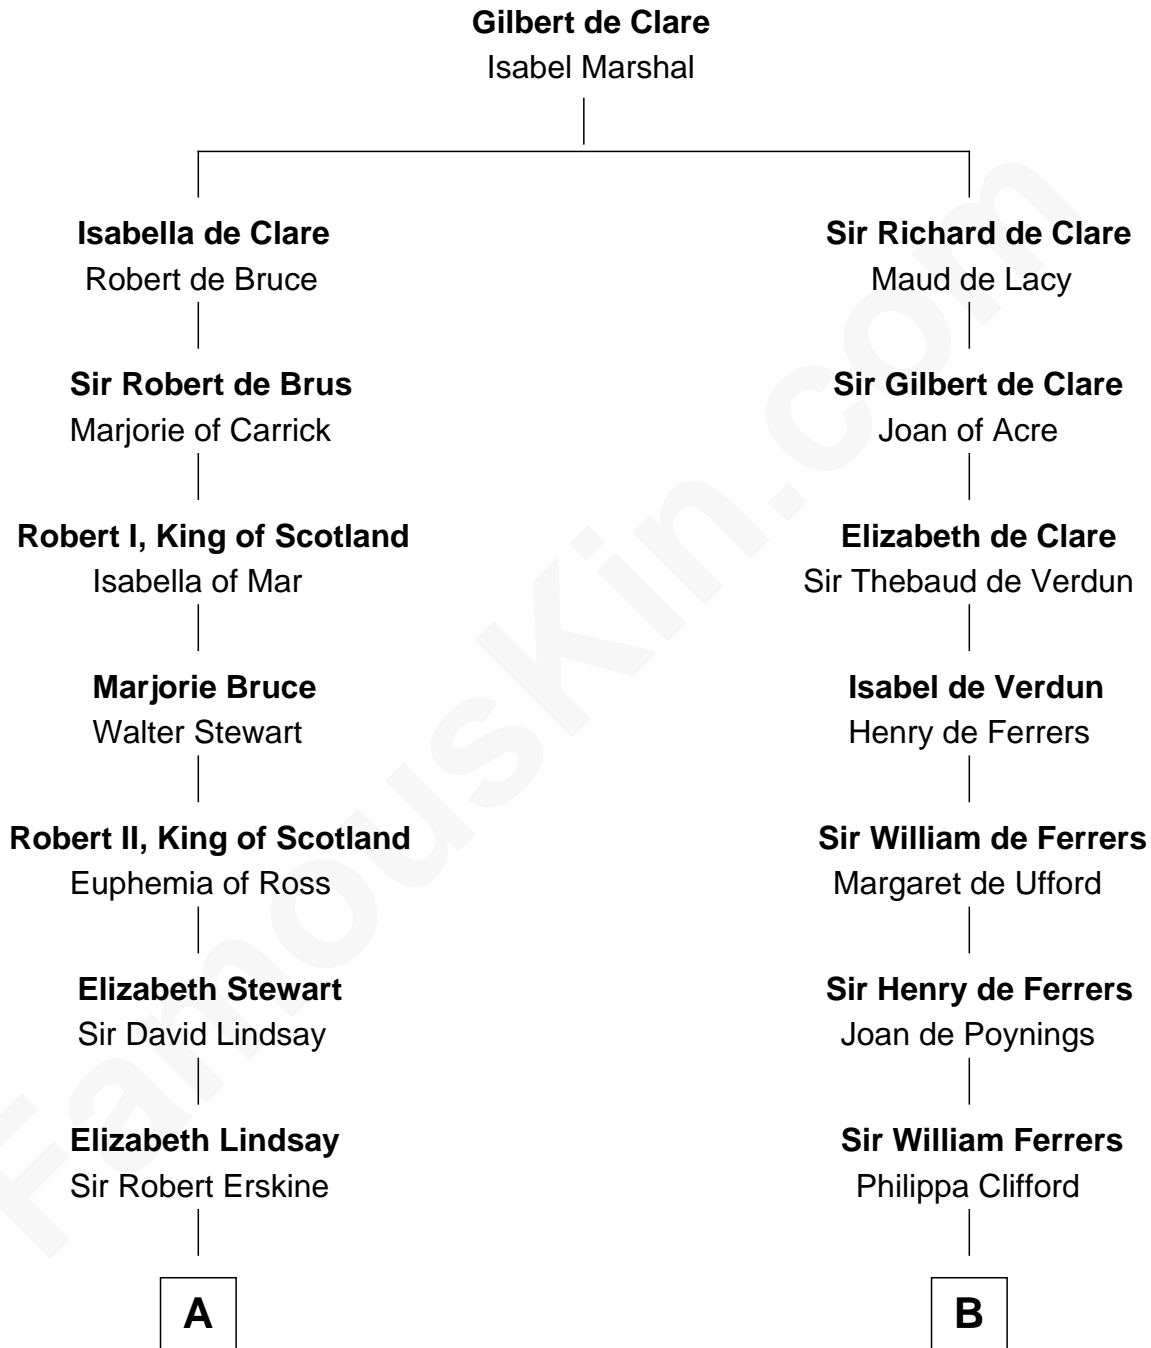 Gilbert de Clare
Isabel Marshal
Isabella de Clare
Robert de Bruce
Sir Robert de Brus
Marjorie of Carrick
Robert I, King of Scotland
Isabella of Mar
Marjorie Bruce
Walter Stewart
Robert II, King of Scotland
Euphemia of Ross
Elizabeth Stewart
Sir David Lindsay
Elizabeth Lindsay
Sir Robert Erskine
A
Sir Richard de Clare
Maud de Lacy
Sir Gilbert de Clare
Joan of Acre
Elizabeth de Clare
Sir Thebaud de Verdun
Isabel de Verdun
Henry de Ferrers
Sir William de Ferrers
Margaret de Ufford
Sir Henry de Ferrers
Joan de Poynings
Sir William Ferrers
Philippa Clifford
B
FamousKin.com